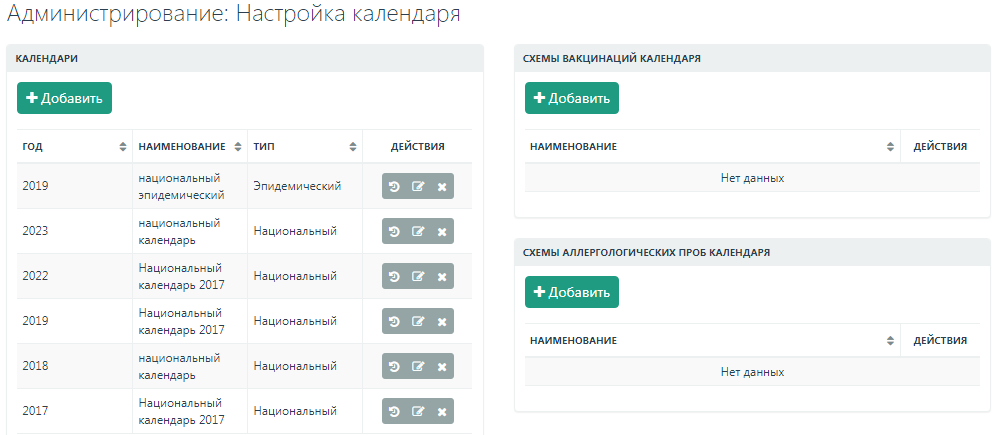 Администрирование: Настройка календаря
КАЛЕНДАРИ
Добавить
ГОД НАИМЕНОВАНИЕ ТИП ДЕЙСТВИЯ
2019 национальный эпидемический Эпидемический
2023 национальный календарь Национальный
2022 Национальный календарь 2017 Национальный
2019 Национальный календарь 2017 Национальный
2018 национальный календарь Национальный
2017 Национальный календарь 2017 Национальный
СХЕМЫ ВАКЦИНАЦИЙ КАЛЕНДАРЯ
Добавить
НАИМЕНОВАНИЕ ДЕЙСТВИЯ
Нет данных
СХЕМЫ АЛЛЕРГОЛОГИЧЕСКИХ ПРОБ КАЛЕНДАРЯ
Добавить
НАИМЕНОВАНИЕ ДЕЙСТВИЯ
Нет данных